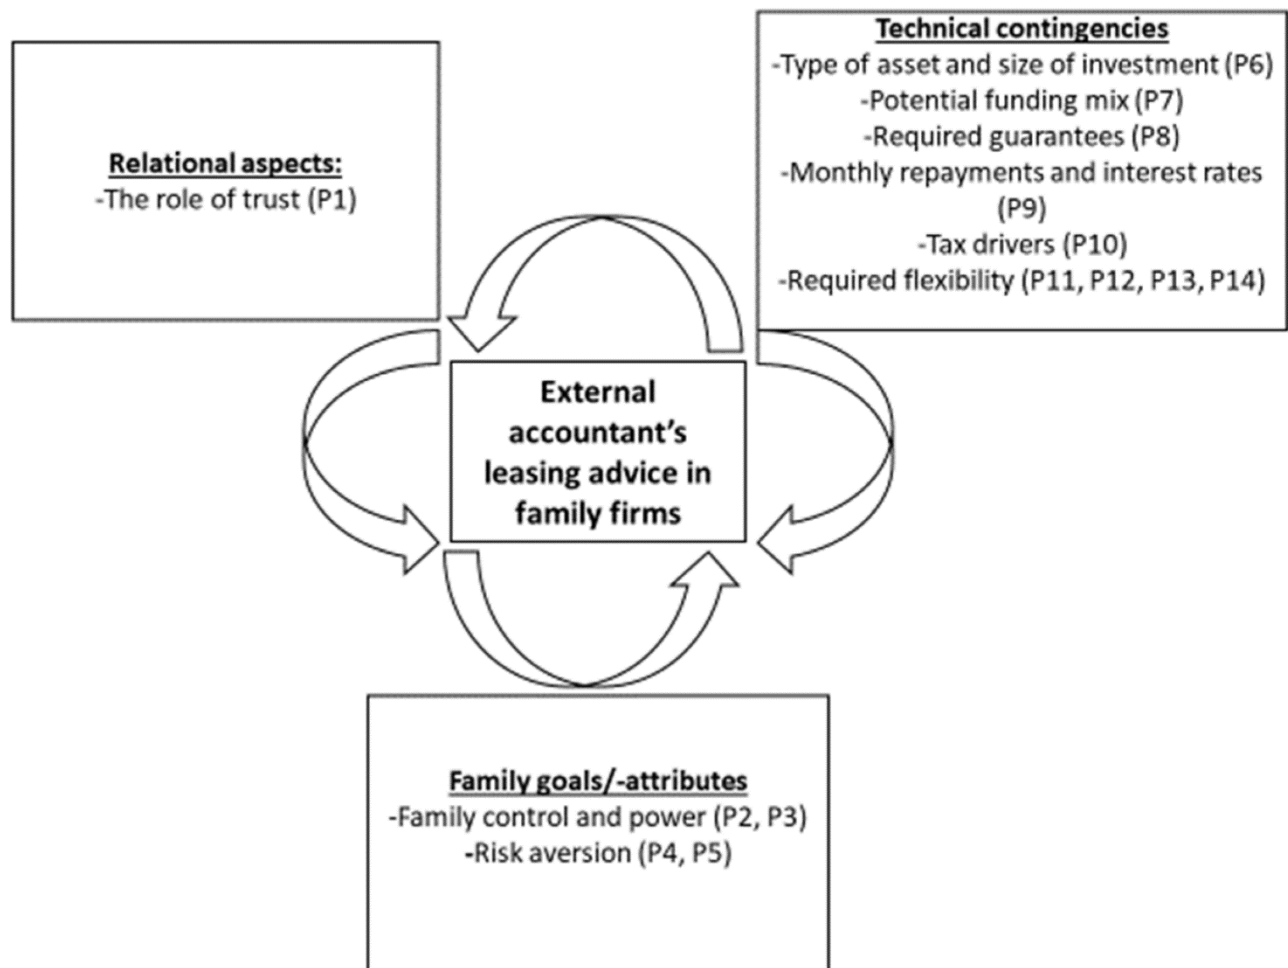 Relational aspects:
-The role of trust (P1)
Technical contingencies
-Type of asset and size of investment (P6)
-Potential funding mix (P7)
-Required guarantees (P8)
-Monthly repayments and interest rates
(P9)
-Tax drivers (P10)
-Required flexibility (P11, P12, P13, P14)
External
accountant’s
leasing advice in
family firms
Family goals/-attributes
-Family control and power (P2, P3)
-Risk aversion (P4, P5)